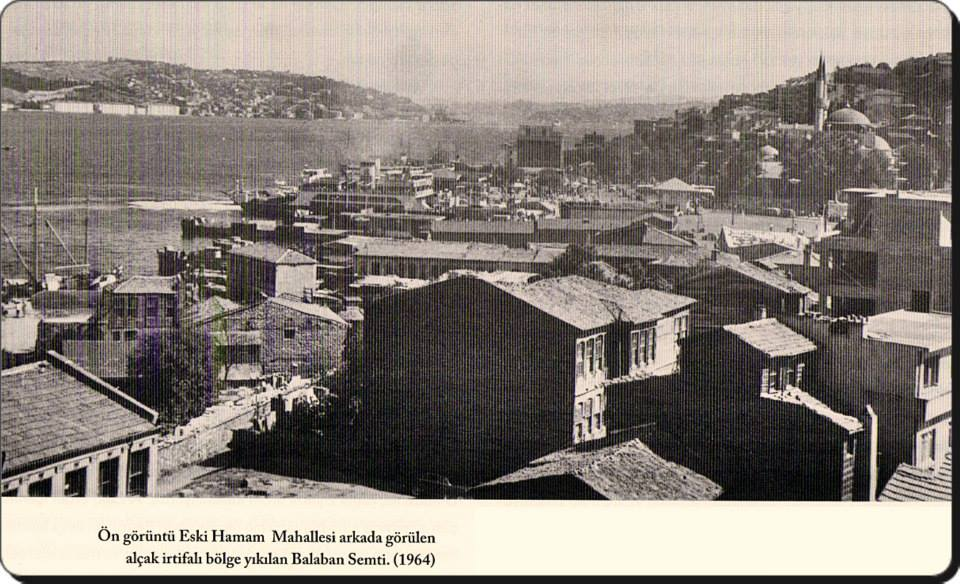 Ön görüntü Eski Hamam Mahallesi arkada görülen
alçak irtifalı bölge yıkılan Balaban Semti. (1964)